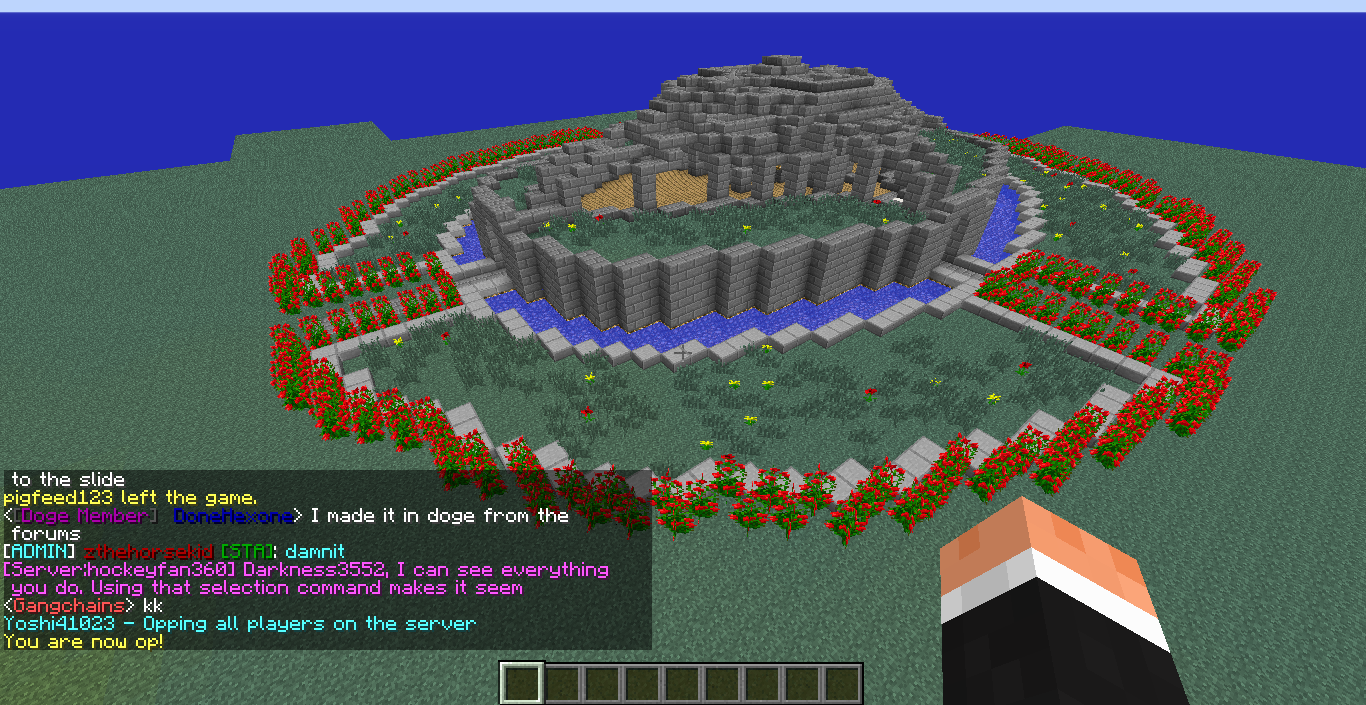 to the slide
pigfeed123 left the game.
<[Doge Member] DoneHexone> I made it in doge from the
forums
[ADMIN] zthehorsekid [STA]: damnit
[Server:hockeyfan360] Darkness3552, I can see everything
you do. Using that selection command makes it seem
<Gangchains> kk
Yoshi41023 - Opping all players on the server
You are now op!